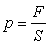 p = F/S